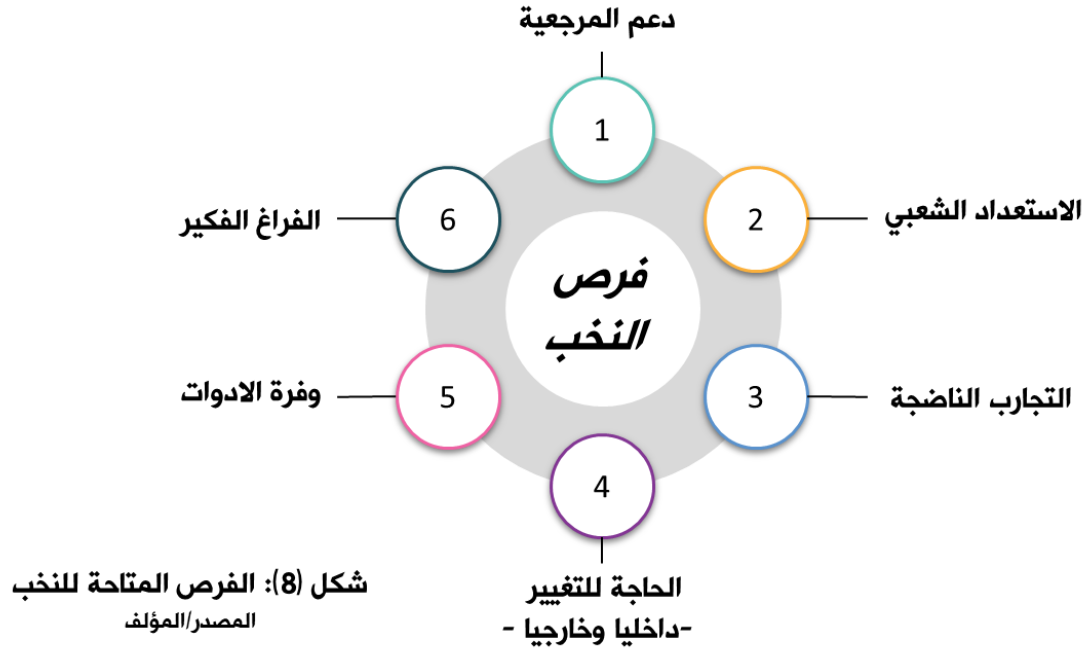 دعم المرجعية
1
2
الاستعداد الشعبي
3
التجارب الناضجة
4
الحاجة للتغيير
-داخليا وخارجيا -
5
وفرة الادوات
6
الفراغ الفكير
فرص
النخب
شكل (8): الفرص المتاحة للنخب
المصدر/المؤلف